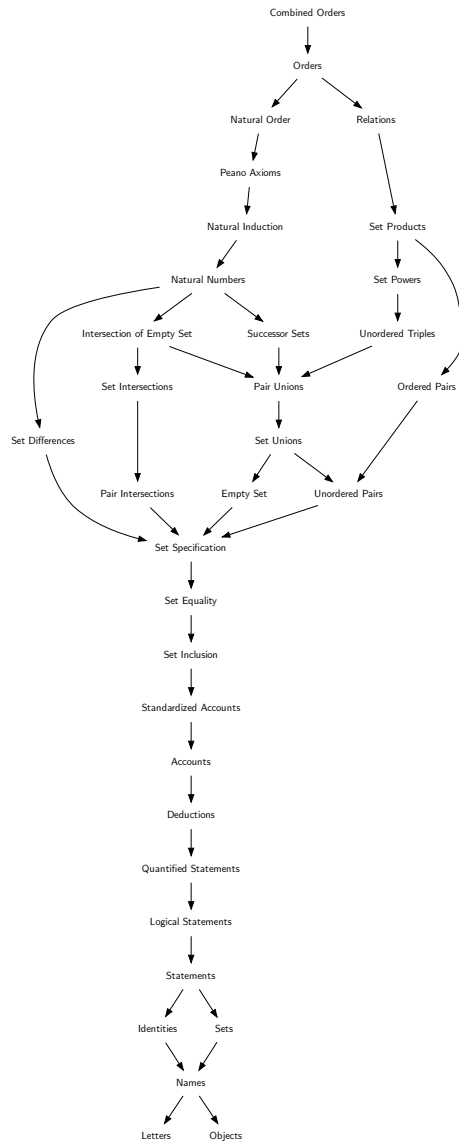 Combined Orders
Orders
Natural Order
Relations
Peano Axioms
Natural Induction
Set Products
Natural Numbers
Set Powers
Intersection of Empty Set
Successor Sets
Unordered Triples
Set Intersections
Pair Unions
Ordered Pairs
Set Differences
Set Unions
Pair Intersections
Empty Set
Unordered Pairs
Set Specification
Set Equality
Set Inclusion
Standardized Accounts
Accounts
Deductions
Quantified Statements
Logical Statements
Statements
Identities
Sets
Names
Letters
Objects